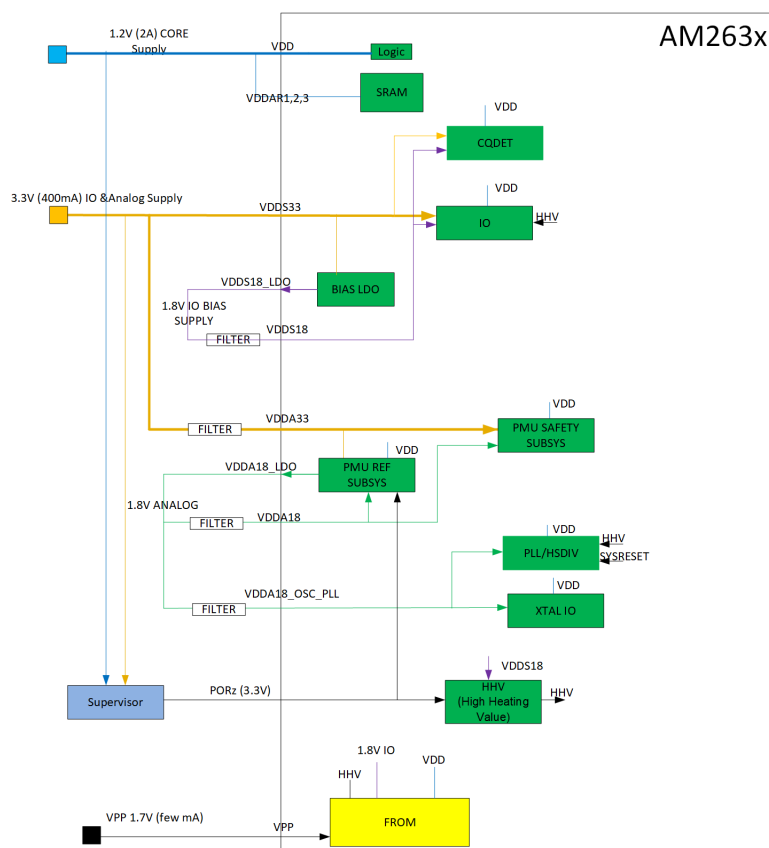 AM263x
1.2V (2A) CORE
Supply
VDD
Logic
VDDAR1,2,3
SRAM
VDD
CQDET
3.3V (400mA) IO &Analog Supply
VDDS33
VDD
IO
HHV
VDDS18_LDO
BIAS LDO
1.8V IO BIAS
SUPPLY
VDDS18
FILTER
VDD
VDDA33
FILTER
PMU SAFETY
SUBSYS
VDD
VDDA18_LDO
PMU REF
SUBSYS
1.8V ANALOG
VDDA18
FILTER
VDD
HHV
PLL/HSDIV
SYSRESET
VDD
VDDA18_OSC_PLL
FILTER
XTAL IO
VDDS18
PORz (3.3V)
Supervisor
HHV
(High Heating
Value)
HHV
1.8V IO
VDD
HHV
VPP 1.7V (few mA)
VPP
FROM